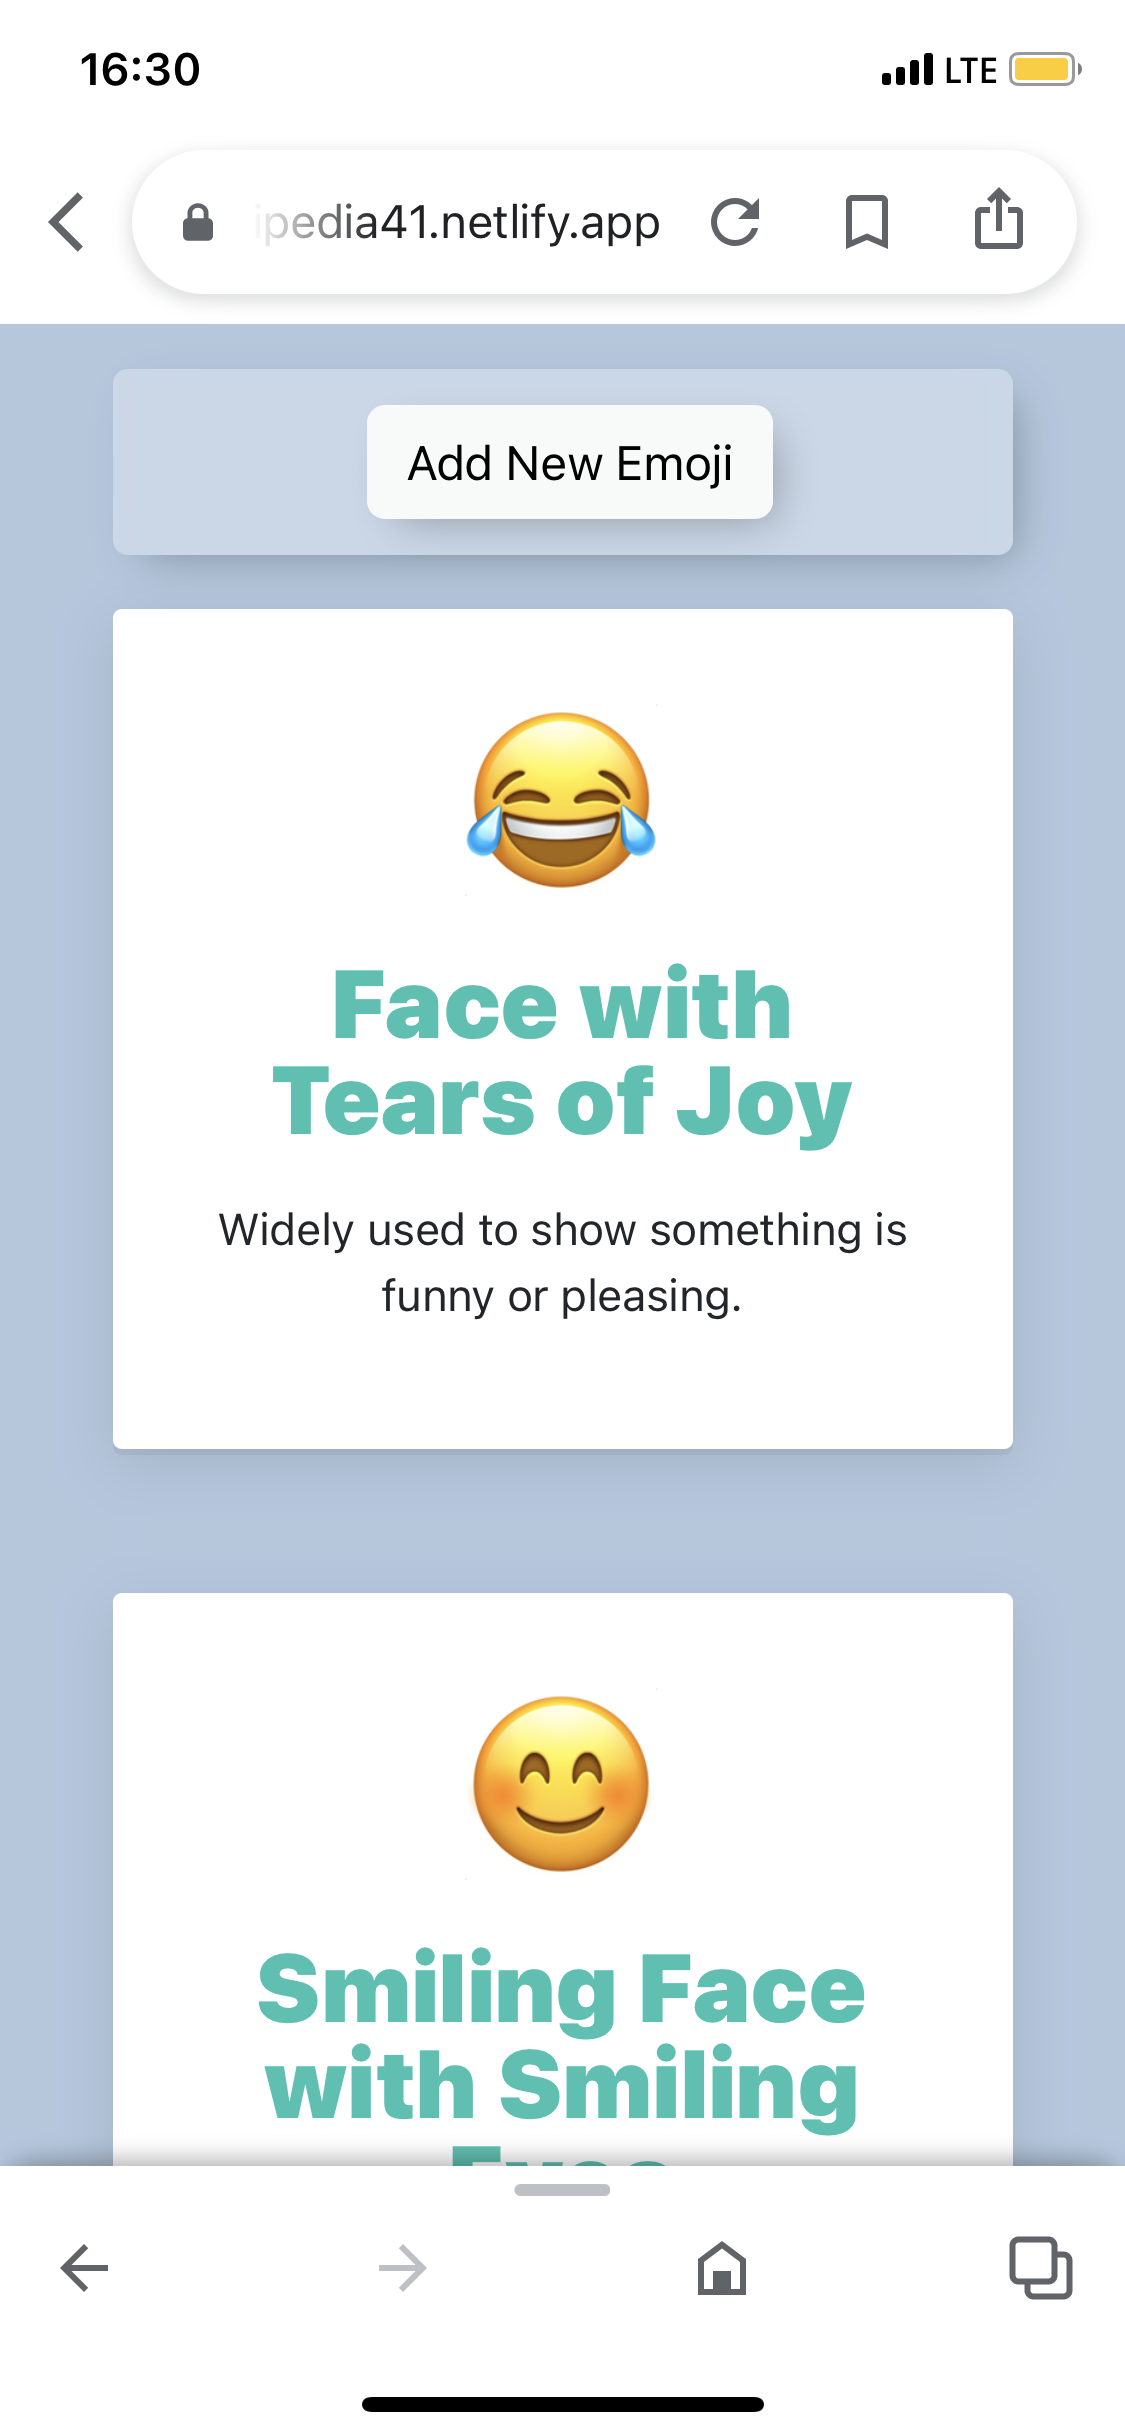 16:30
LTE
ipedia41.netlify.app
Add New Emoji
Face with
Tears of Joy
Widely used to show something is
funny or pleasing.
Smiling Face
with Smiling
Eyes